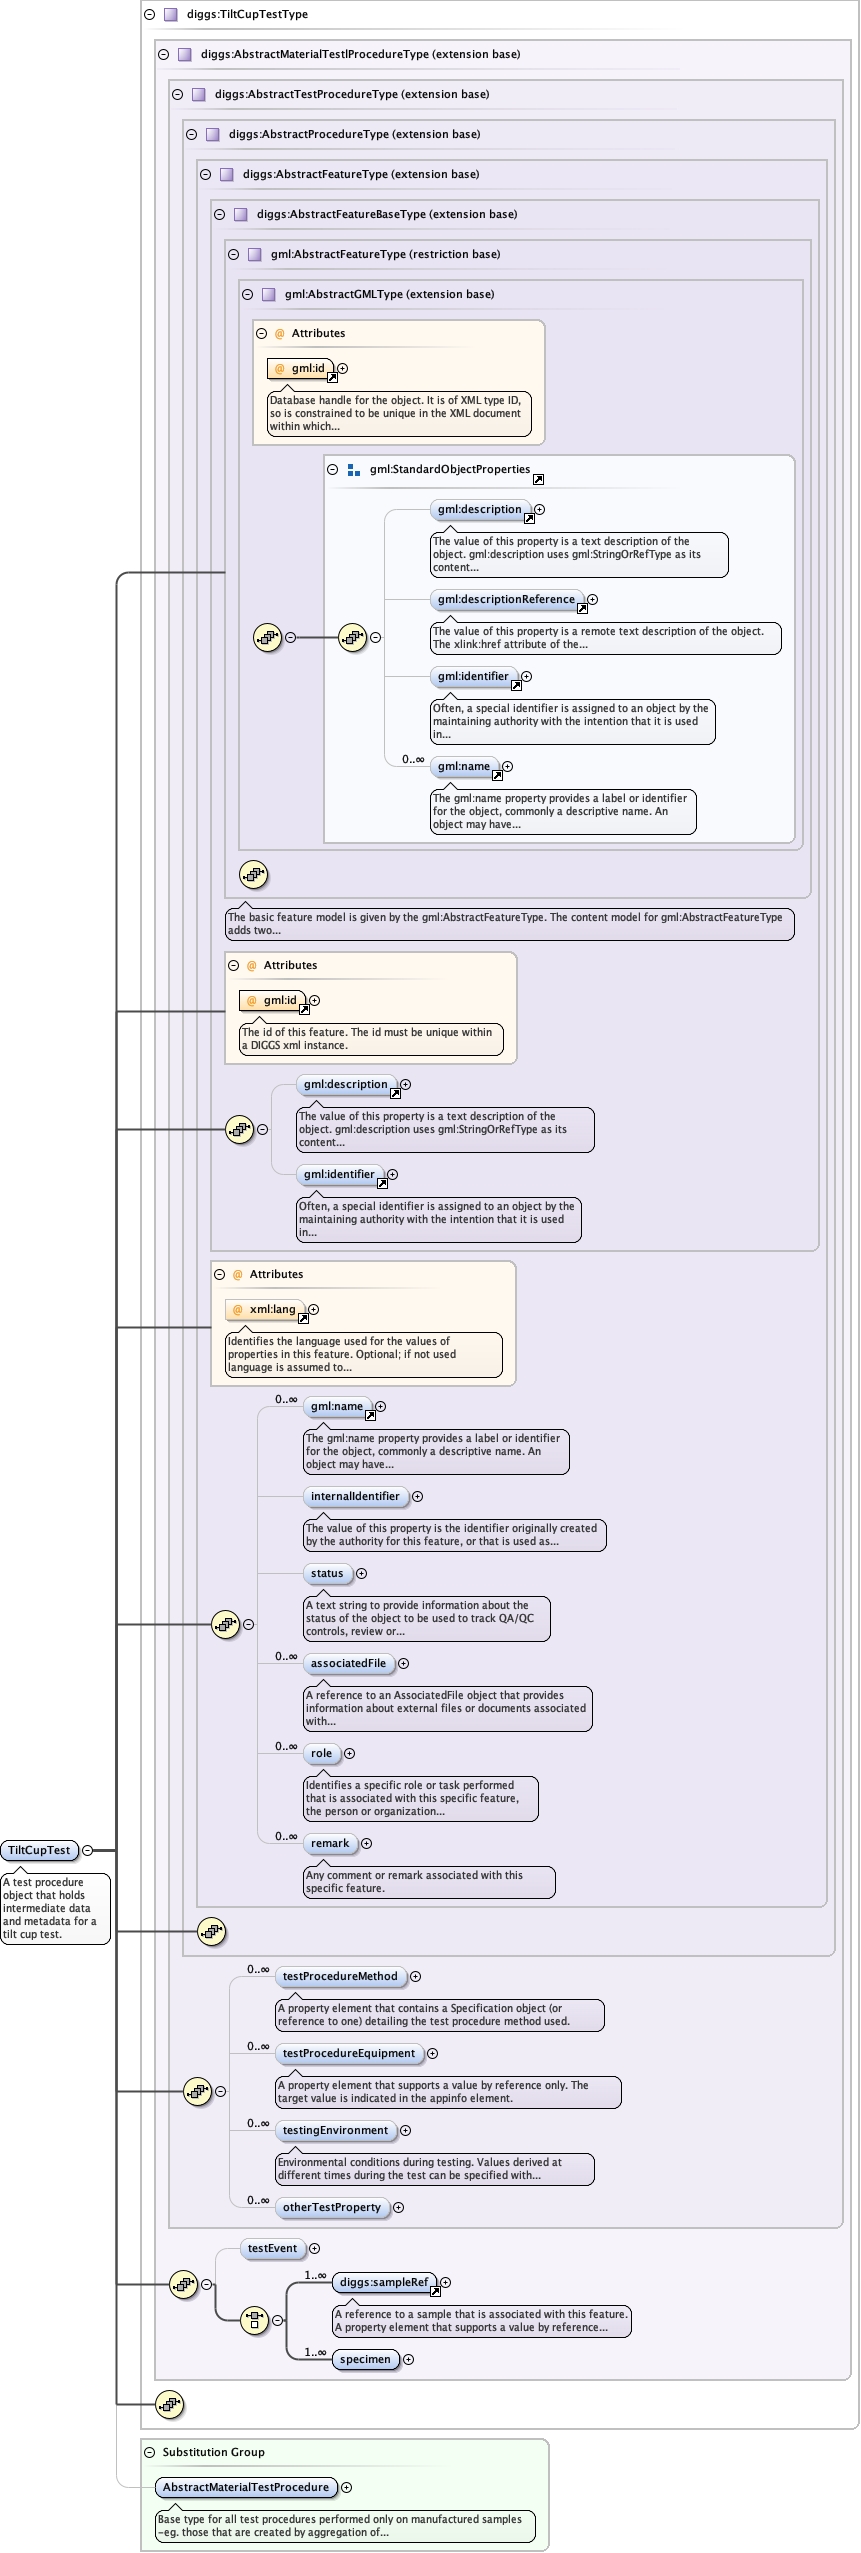 diggs:TiltCupTestType
diggs:AbstractMaterialTestlProcedureType (extension base)
diggs:AbstractTestProcedureType (extension base)
diggs:AbstractProcedureType (extension base)
diggs:AbstractFeatureType (extension base)
diggs:AbstractFeatureBaseType (extension base)
gml:AbstractFeatureType (restriction base)
gml:AbstractGMLType (extension base)
@ Attributes
@ gml:id
Database handle for the object. It is of XML type ID,
so is constrained to be unique in the XML document
within which...
gml:StandardObjectProperties
gml:description
The value of this property is a text description of the
object. gml:description uses gml:StringOrRefType as its
content...
gml:descriptionReference
The value of this property is a remote text description of the object.
The xlink:href attribute of the...
gml:identifier
Often, a special identifier is assigned to an object by the
maintaining authority with the intention that it is used
in...
0..∞ gml:name
The gml:name property provides a label or identifier
for the object, commonly a descriptive name. An
object may have...
The basic feature model is given by the gml:AbstractFeatureType. The content model for gml:AbstractFeatureType
adds two...
@ Attributes
@ gml:id
The id of this feature. The id must be unique within
a DIGGS xml instance.
gml:description
The value of this property is a text description of the
object. gml:description uses gml:StringOrRefType as its
content...
gml:identifier
Often, a special identifier is assigned to an object by the
maintaining authority with the intention that it is used
in...
@ Attributes
@ xml:lang
Identifies the language used for the values of
properties in this feature. Optional; if not used
language is assumed to...
0..∞ gml:name
The gml:name property provides a label or identifier
for the object, commonly a descriptive name. An
object may have...
internalIdentifier
The value of this property is the identifier originally created
by the authority for this feature, or that is used as...
status
A text string to provide information about the
status of the object to be used to track QA/QC
controls, review or...
0..∞ associatedFile
A reference to an AssociatedFile object that provides
information about external files or documents associated
with...
0..∞ role
Identifies a specific role or task performed
that is associated with this specific feature,
the person or organization...
0..∞ remark
Any comment or remark associated with this
specific feature.
TiltCupTest
A test procedure
object that holds
intermediate data
and metadata for a
tilt cup test.
0..∞ testProcedureMethod
A property element that contains a Specification object (or
reference to one) detailing the test procedure method used.
0..∞ testProcedureEquipment
A property element that supports a value by reference only. The
target value is indicated in the appinfo element.
0..∞ testingEnvironment
Environmental conditions during testing. Values derived at
different times during the test can be specified with...
0..∞ otherTestProperty
testEvent
1..∞ diggs:sampleRef
A reference to a sample that is associated with this feature.
A property element that supports a value by reference...
1..∞ specimen
Substitution Group
AbstractMaterialTestProcedure
Base type for all test procedures performed only on manufactured samples
-eg. those that are created by aggregation of...